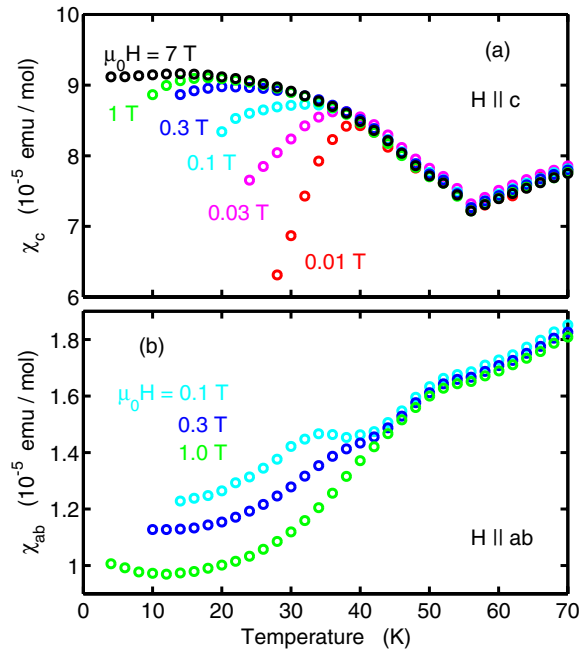 10
9
8
7
6
χc (10-5 emu / mol)
μ0H = 7 T
1 T
0.3 T
0.1 T
0.03 T
0.01 T
(a)
H || c
1.8
1.6
1.4
1.2
1
χab (10-5 emu / mol)
(b)
μ0H = 0.1 T
0.3 T
1.0 T
H || ab
0 10 20 30 40 50 60 70
Temperature (K)